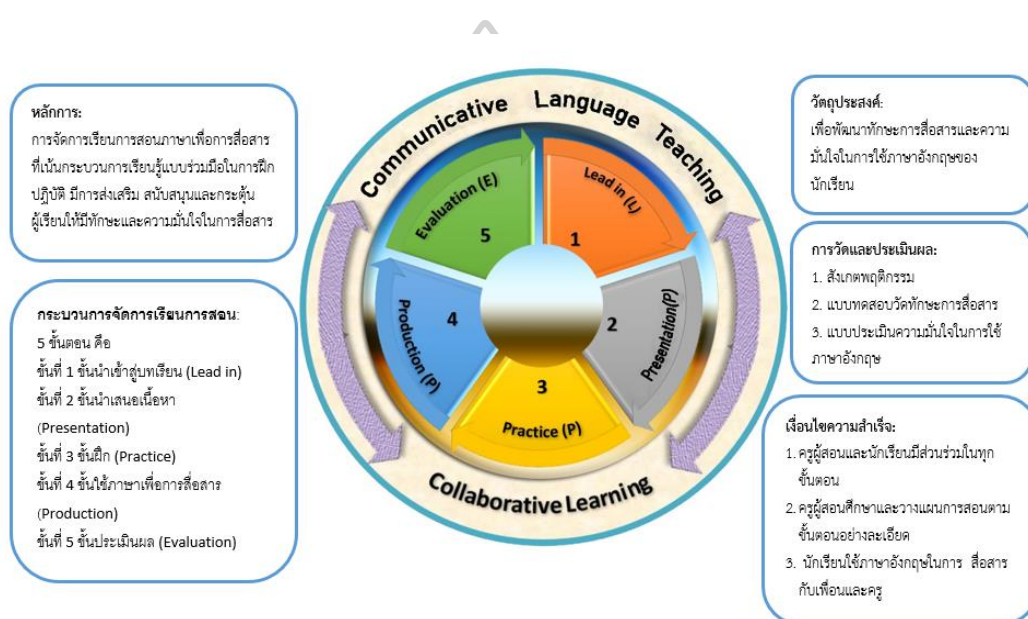 หลักการ:
การจัดการเรียนการสอนภาษาเพื่อการสื่อสาร
ที่เน้นกระบวนการเรียนรู้แบบร่วมมือในการฝึก
ปฏิบัติ มีการส่งเสริม สนับสนุนและกระตุ้น
ผู้เรียนให้มีทักษะและความมั่นใจในการสื่อสาร
กระบวนการจัดการเรียนการสอน:
5 ขั้นตอน คือ
ขั้นที่ 1 ขั้นนำเข้าสู่บทเรียน (Lead in)
ขั้นที่ 2 ขั้นนำเสนอเนื้อหา
(Presentation)
ขั้นที่ 3 ขั้นฝึก (Practice)
ขั้นที่ 4 ขั้นใช้ภาษาเพื่อการสื่อสาร
(Production)
ขั้นที่ 5 ขั้นประเมินผล (Evaluation)
Communicative Language Teaching
Lead in (L)
1
Presentation(P)
2
3
Practice (P)
4
Production (P)
Evaluation (E)
5
Collaborative Learning
วัตถุประสงค์:
เพื่อพัฒนาทักษะการสื่อสารและความ
มั่นใจในการใช้ภาษาอังกฤษของ
นักเรียน
การวัดและประเมินผล:
1. สังเกตพฤติกรรม
2. แบบทดสอบวัดทักษะการสื่อสาร
3. แบบประเมินความมั่นใจในการใช้
ภาษาอังกฤษ
เงื่อนไขความสำเร็จ:
1. ครูผู้สอนและนักเรียนมีส่วนร่วมในทุก
ขั้นตอน
2. ครูผู้สอนศึกษาและวางแผนการสอนตาม
ขั้นตอนอย่างละเอียด
3. นักเรียนใช้ภาษาอังกฤษในการ สื่อสาร
กับเพื่อนและครู